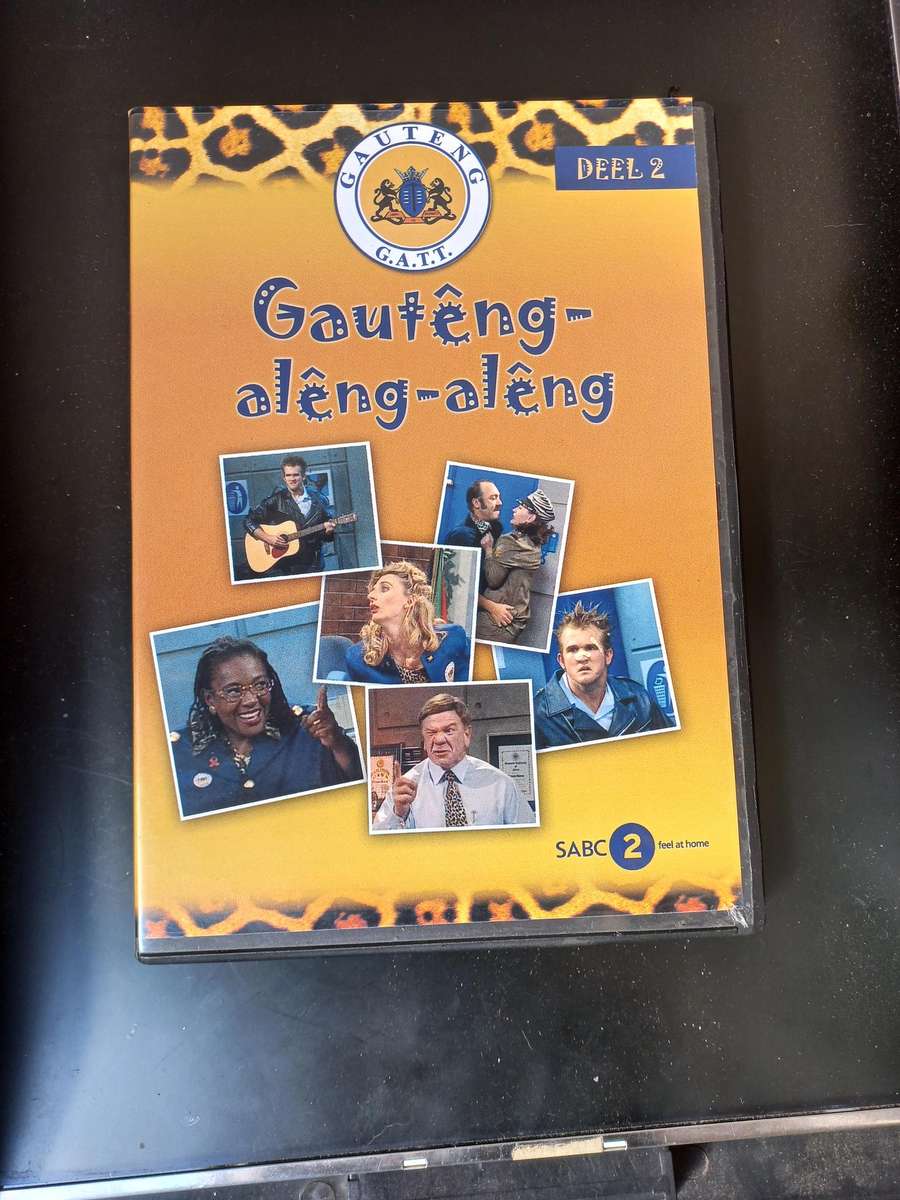 GAUTENG
G.A.T.T.
DEEL 2
Gautêng-
alêng-alêng
SABC 2 feel at home